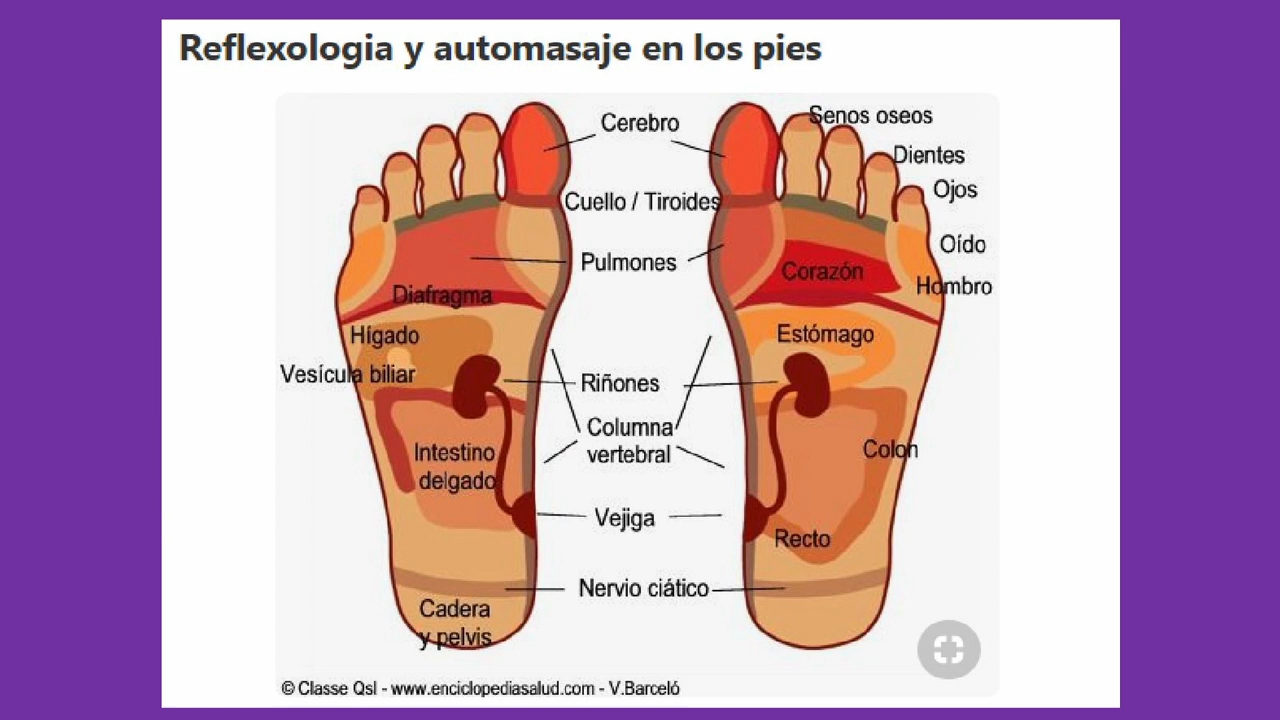 Reflexologia y automasaje en los pies
Cerebro
Senos oseos
Dientes
Ojos
Cuello / Tiroides
Oído
Pulmones
Corazón
Hombro
Diafragma
Hígado
Estómago
Vesícula biliar
Riñones
Columna
vertebral
Intestino
delgado
Colon
Vejiga
Recto
Nervio ciático
Cadera
y pelvis
© Classe Qsl - www.enciclopediasalud.com - V.Barceló